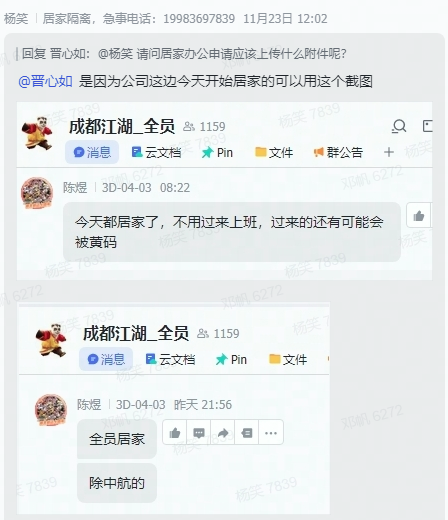 杨笑 | 居家隔离，急事电话：19983697839 11月23日 12:02
回复 晋心如：@杨笑 请问居家办公申请应该上传什么附件呢？
@晋心如 是因为公司这边今天开始居家的可以用这个截图
成都江湖_全员 1159
消息 云文档 Pin 文件 群公告
陈煜 | 3D-04-03 08:22
今天都居家了，不用过来上班，过来的还有可能会
被黄码
成都江湖_全员 1159
消息 云文档 Pin 文件
陈煜 | 3D-04-03 昨天 21:56
全员居家
除中航的
杨笑 7839
邓帆 6272